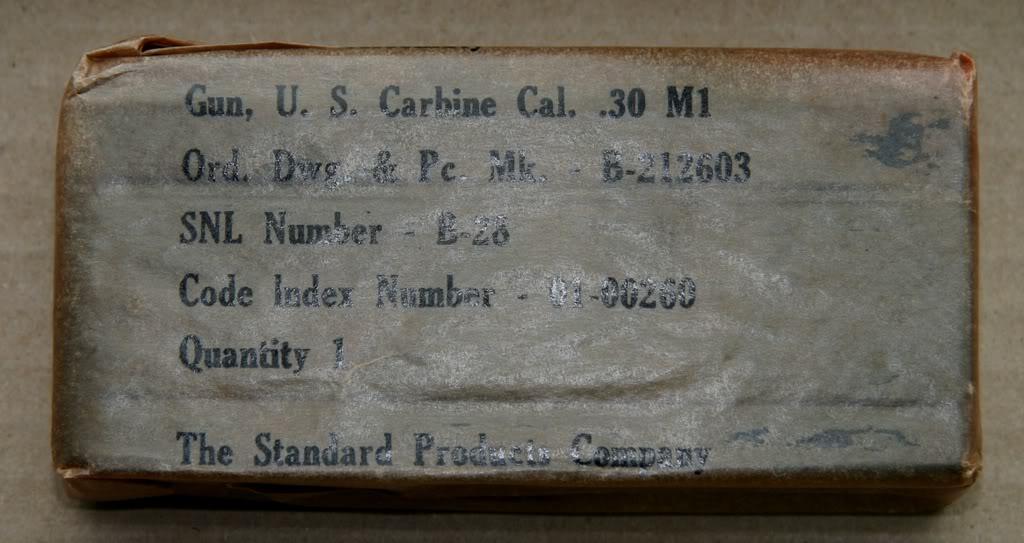 Gun, U. S. Carbine Cal. .30 M1
Ord. Dwg. & Pc. Mk. - B-212603
SNL Number - B-28
Code Index Number - 01-00260
Quantity 1
The Standard Products Company